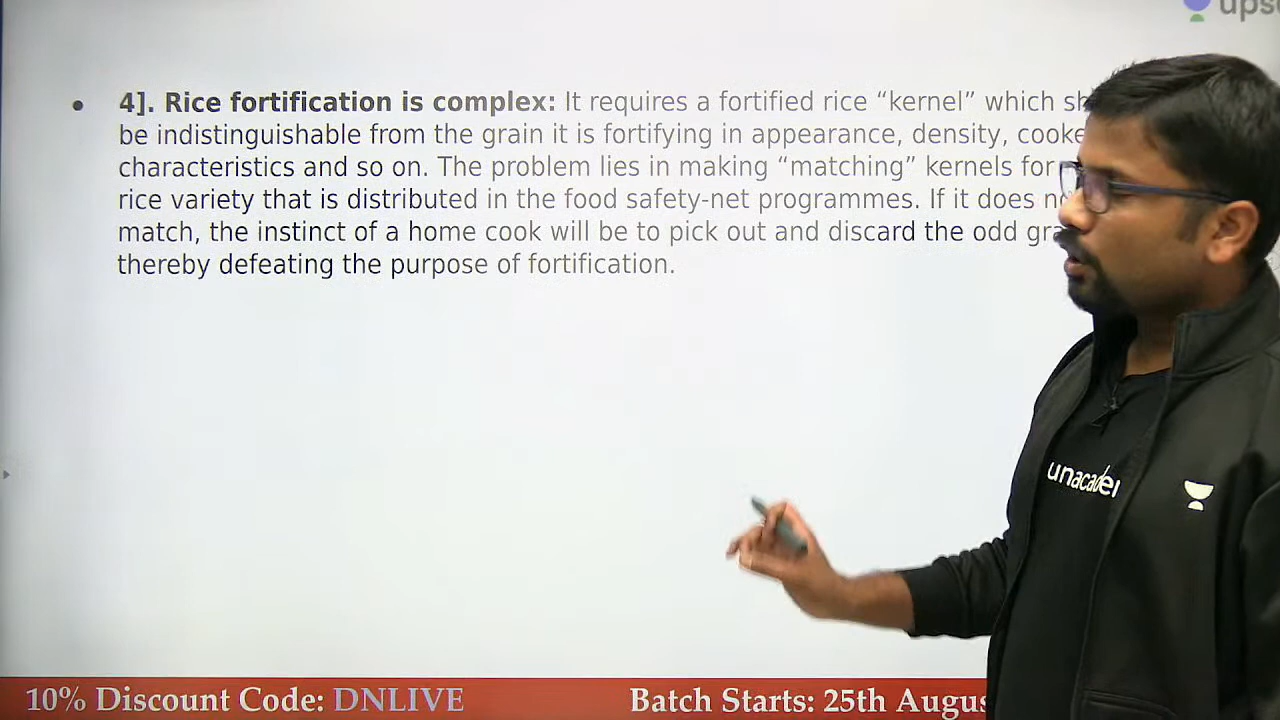 upsc
• 4]. Rice fortification is complex: It requires a fortified rice “kernel” which
be indistinguishable from the grain it is fortifying in appearance, density,
characteristics and so on. The problem lies in making “matching” kernels for
rice variety that is distributed in the food safety-net programmes. If it does
match, the instinct of a home cook will be to pick out and discard the odd
thereby defeating the purpose of fortification.
10% Discount Code: DNLIVE
Batch Starts: 25th